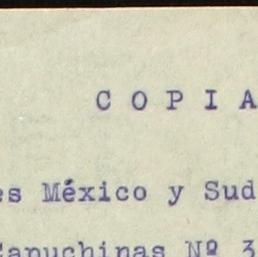 C O P I A
es México y Sud
Capuchinas Nº 3